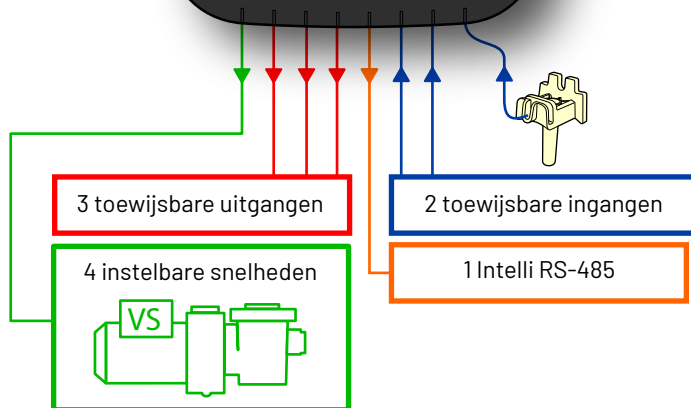 3 toewijsbare uitgangen
2 toewijsbare ingangen
4 instelbare snelheden
1 Intelli RS-485
VS